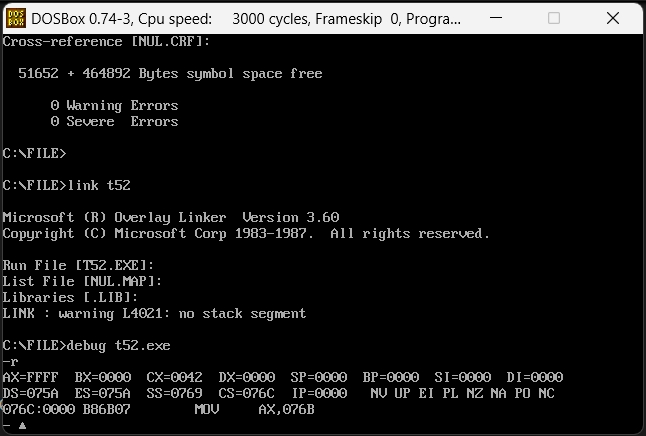 DOSBox 0.74-3, Cpu speed: 3000 cycles, Frameskip 0, Progra...
Cross-reference [NUL.CRF]:
51652 + 464892 Bytes symbol space free
0 Warning Errors
0 Severe Errors
C:\FILE>
C:\FILE>link t52
Microsoft (R) Overlay Linker Version 3.60
Copyright (C) Microsoft Corp 1983-1987. All rights reserved.
Run File [T52.EXE]:
List File [NUL.MAP]:
Libraries [.LIB]:
LINK : warning L4021: no stack segment
C:\FILE>debug t52.exe
-r
AX=FFFF BX=0000 CX=0042 DX=0000 SP=0000 BP=0000 SI=0000 DI=0000
DS=075A ES=075A SS=0769 CS=076C IP=0000 NV UP EI PL NZ NA PO NC
076C:0000 B86B07 MOV AX,076B
- ▲